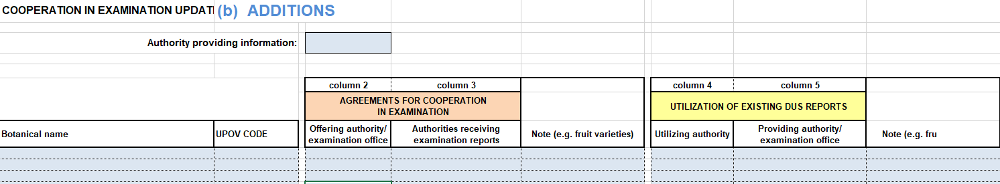 COOPERATION IN EXAMINATION UPDAT
(b) ADDITIONS
Authority providing information:
column 2 column 3 column 4 column 5
AGREEMENTS FOR COOPERATION
IN EXAMINATION
UTILIZATION OF EXISTING DUS REPORTS
Botanical name
UPOV CODE
Offering authority/
examination office
Authorities receiving
examination reports
Note (e.g. fruit varieties)
Utilizing authority
Providing authority/
examination office
Note (e.g. fru